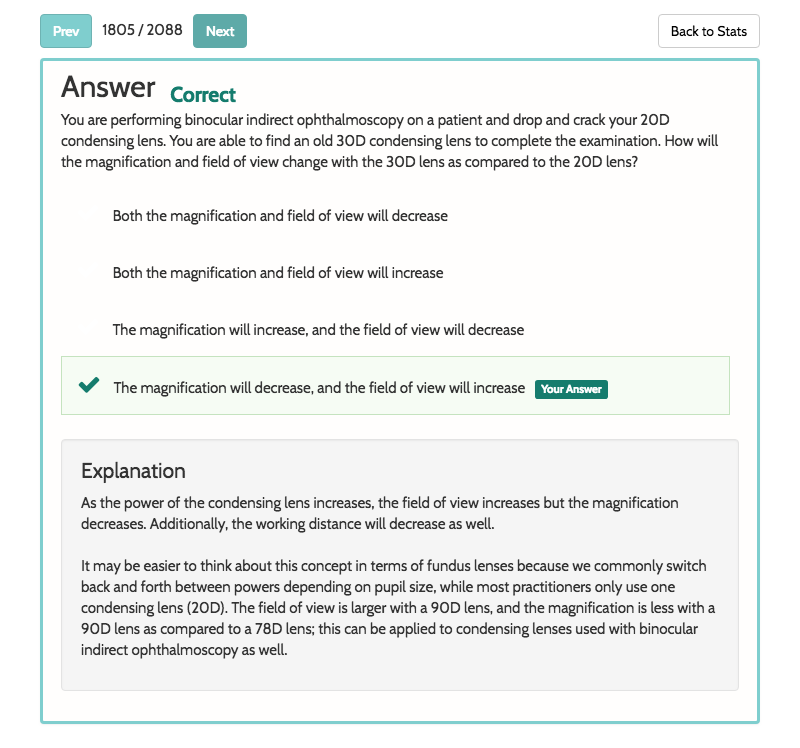 Prev 1805 / 2088 Next Back to Stats
Answer Correct
You are performing binocular indirect ophthalmoscopy on a patient and drop and crack your 20D
condensing lens. You are able to find an old 30D condensing lens to complete the examination. How will
the magnification and field of view change with the 30D lens as compared to the 20D lens?
Both the magnification and field of view will decrease
Both the magnification and field of view will increase
The magnification will increase, and the field of view will decrease
The magnification will decrease, and the field of view will increase Your Answer
Explanation
As the power of the condensing lens increases, the field of view increases but the magnification
decreases. Additionally, the working distance will decrease as well.
It may be easier to think about this concept in terms of fundus lenses because we commonly switch
back and forth between powers depending on pupil size, while most practitioners only use one
condensing lens (20D). The field of view is larger with a 90D lens, and the magnification is less with a
90D lens as compared to a 78D lens; this can be applied to condensing lenses used with binocular
indirect ophthalmoscopy as well.